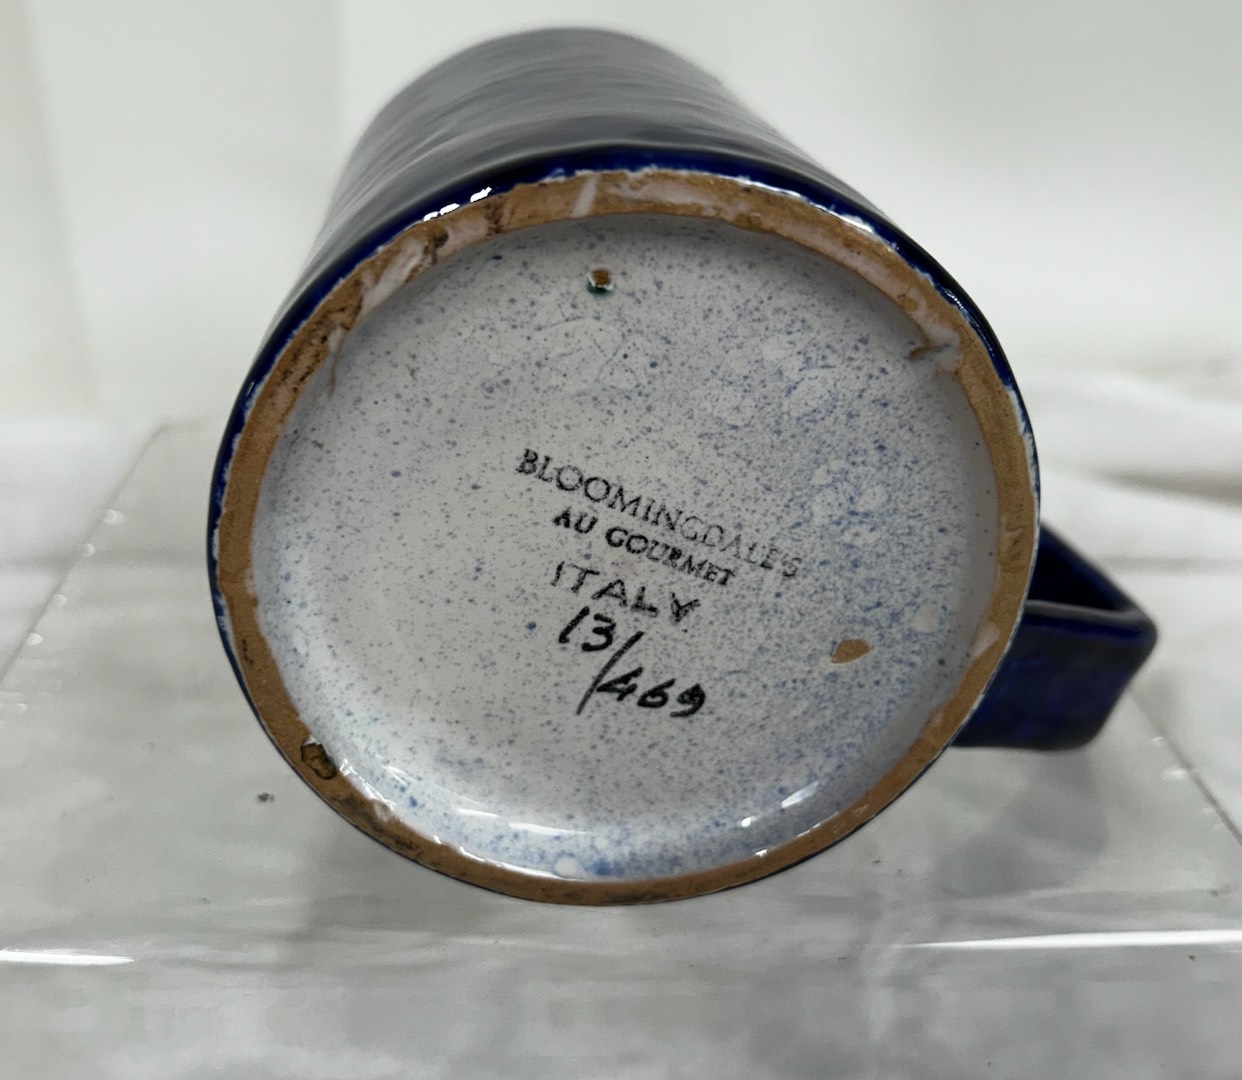 BLOOMINGDALE'S
AU GOURMET
ITALY
13/469